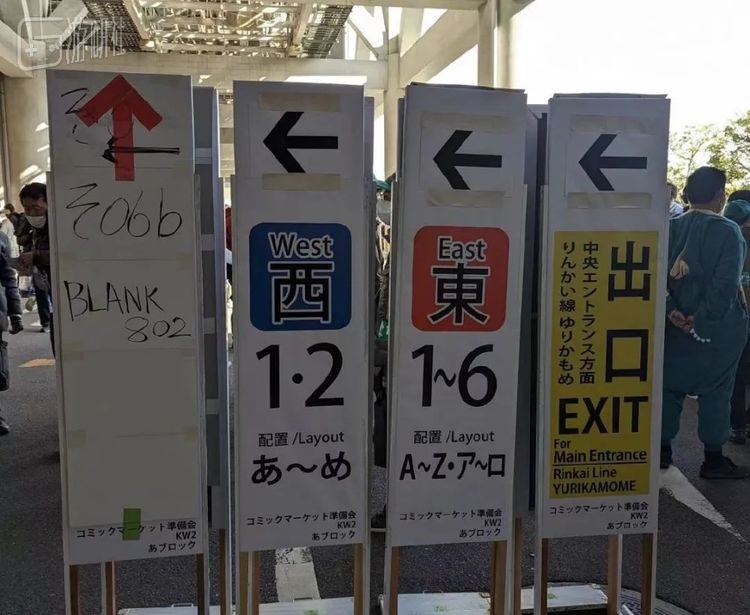 そ06b
BLANK
802
コミックマーケット準備会
KW2
あブロック
West
西
1・2
配置 /Layout
あ～め
コミックマーケット準備会
KW2
あブロック
East
東
1～6
配置 /Layout
A～Z・ア～ロ
コミックマーケット準備会
KW2
あブロック
出口
中央エントランス方面
りんかい線 ゆりかもめ
EXIT
For
Main Entrance
Rinkai Line
YURIKAMOME
コミックマーケット準備会
KW2
あブロック